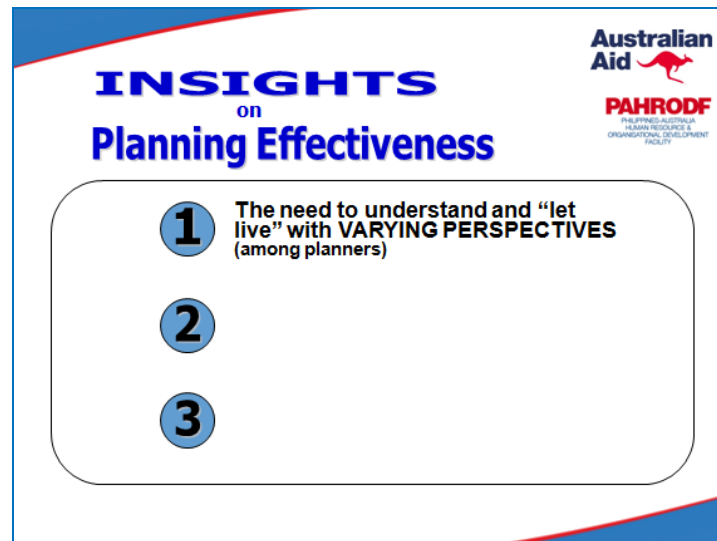 Australian
Aid
PAHRODF
PHILIPPINES-AUSTRALIA
HUMAN RESOURCE &
ORGANISATIONAL DEVELOPMENT
FACILITY
INSIGHTS
on
Planning Effectiveness
1 The need to understand and “let
live” with VARYING PERSPECTIVES
(among planners)
2
3